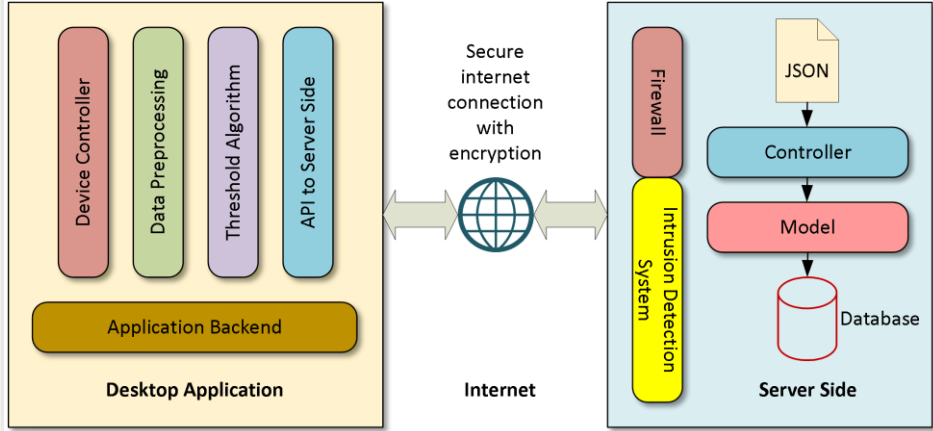 Device Controller
Data Preprocessing
Threshold Algorithm
API to Server Side
Application Backend
Desktop Application
Secure
internet
connection
with
encryption
Internet
Firewall
Intrusion Detection
System
JSON
Controller
Model
Database
Server Side